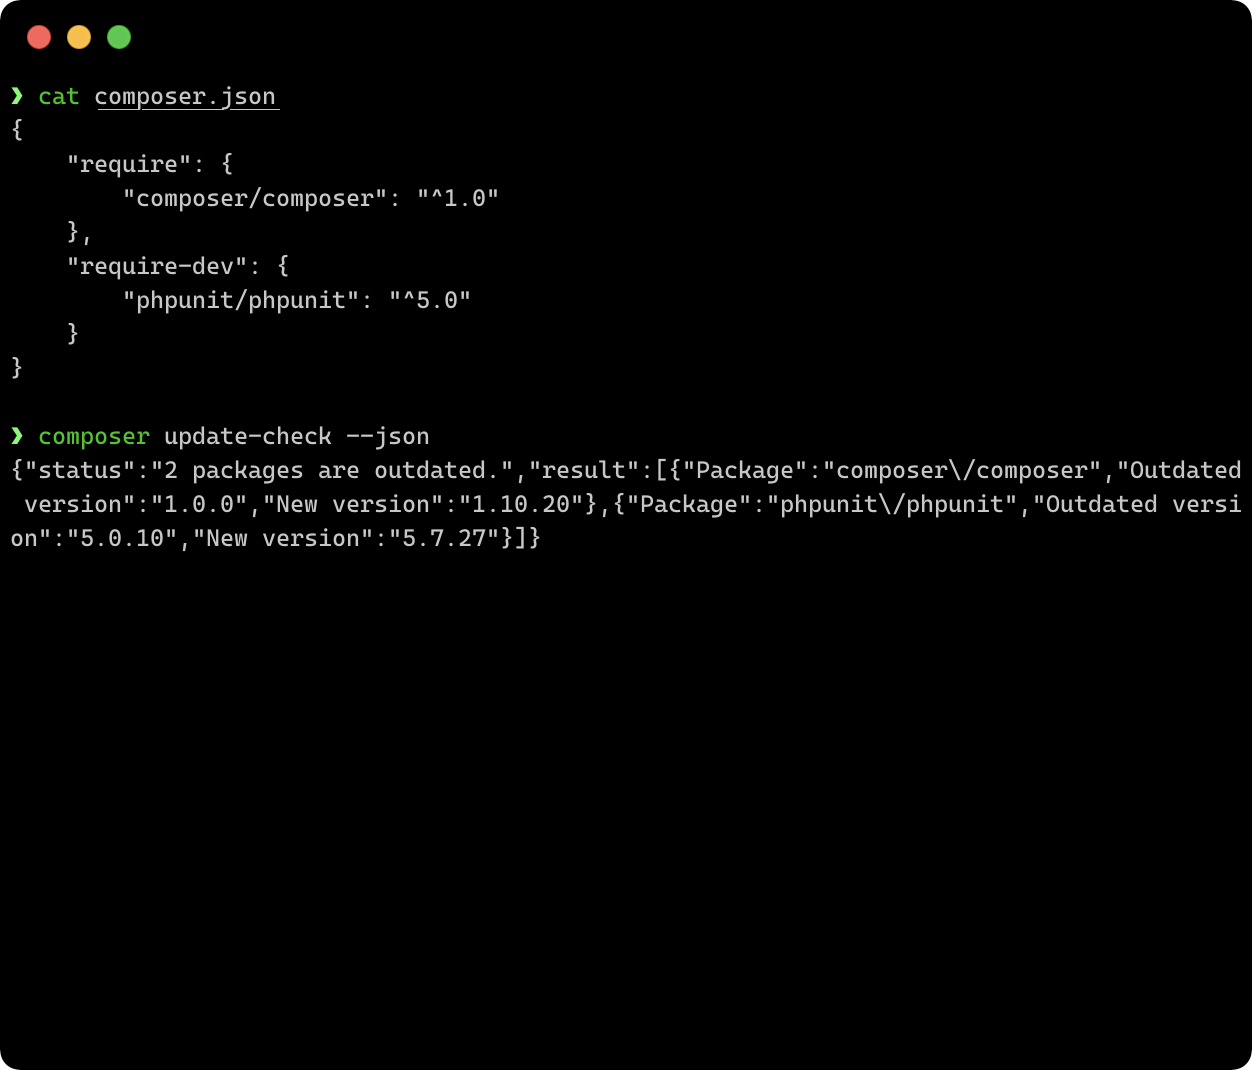 ❯ cat composer.json
{
    "require": {
        "composer/composer": "^1.0"
    },
    "require-dev": {
        "phpunit/phpunit": "^5.0"
    }
}

❯ composer update-check --json
{"status":"2 packages are outdated.","result":[{"Package":"composer\/composer","Outdated
 version":"1.0.0","New version":"1.10.20"},{"Package":"phpunit\/phpunit","Outdated versi
on":"5.0.10","New version":"5.7.27"}]}